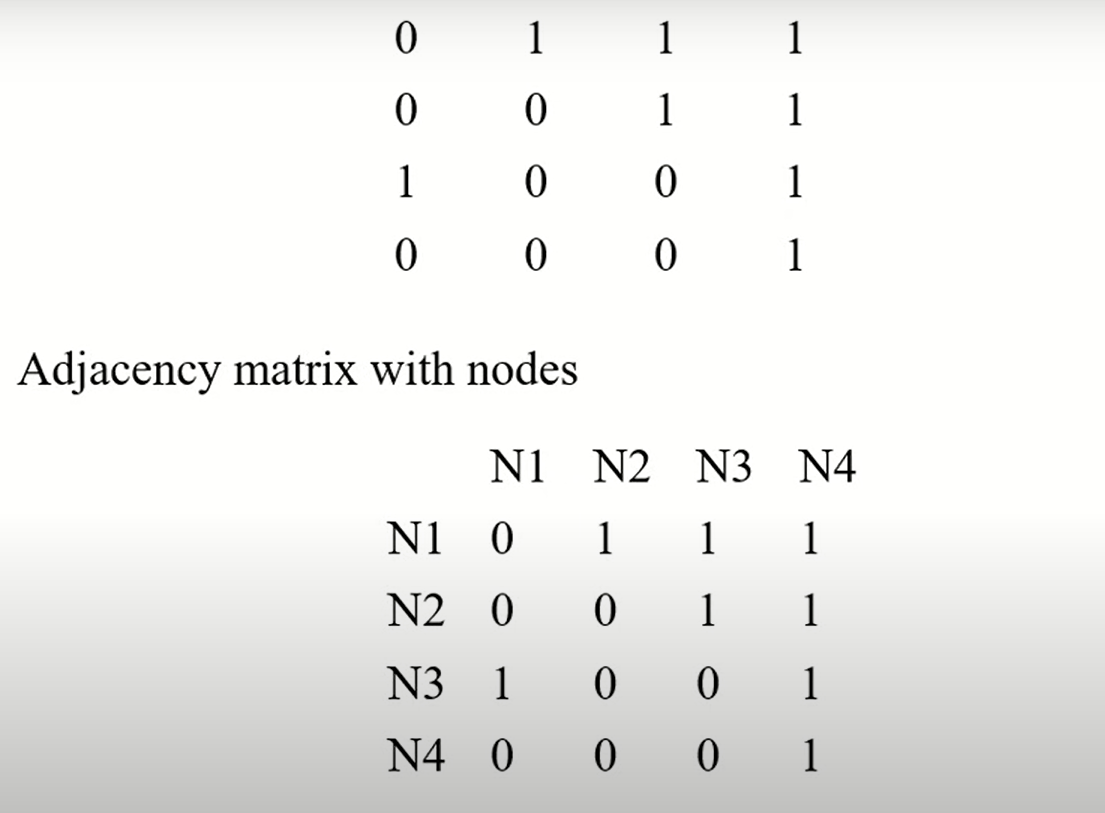 0 1 1 1
0 0 1 1
1 0 0 1
0 0 0 1
Adjacency matrix with nodes
N1 N2 N3 N4
N1 0 1 1 1
N2 0 0 1 1
N3 1 0 0 1
N4 0 0 0 1